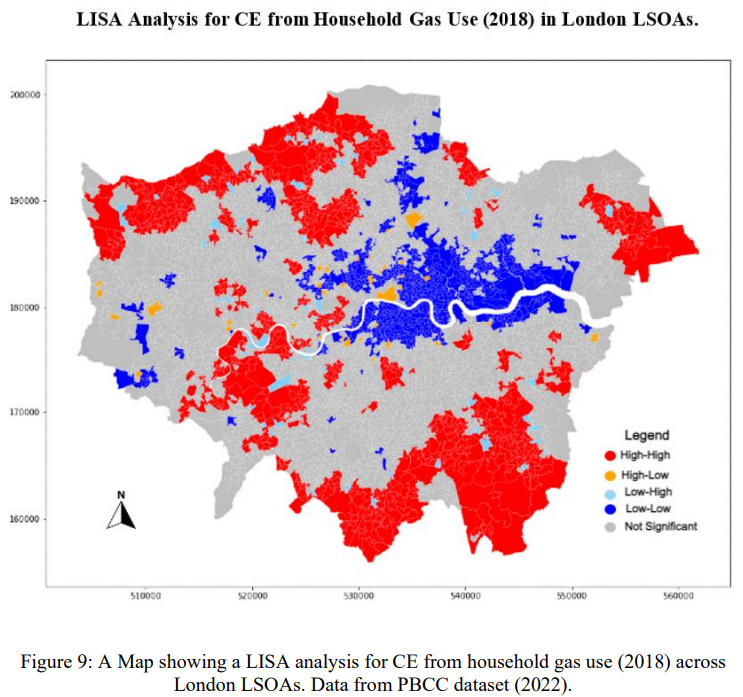 LISA Analysis for CE from Household Gas Use (2018) in London LSOAs.
200000
190000
180000
170000
160000
N
Legend
High-High
High-Low
Low-High
Low-Low
Not Significant
510000
520000
530000
540000
550000
560000
Figure 9: A Map showing a LISA analysis for CE from household gas use (2018) across
London LSOAs. Data from PBCC dataset (2022).